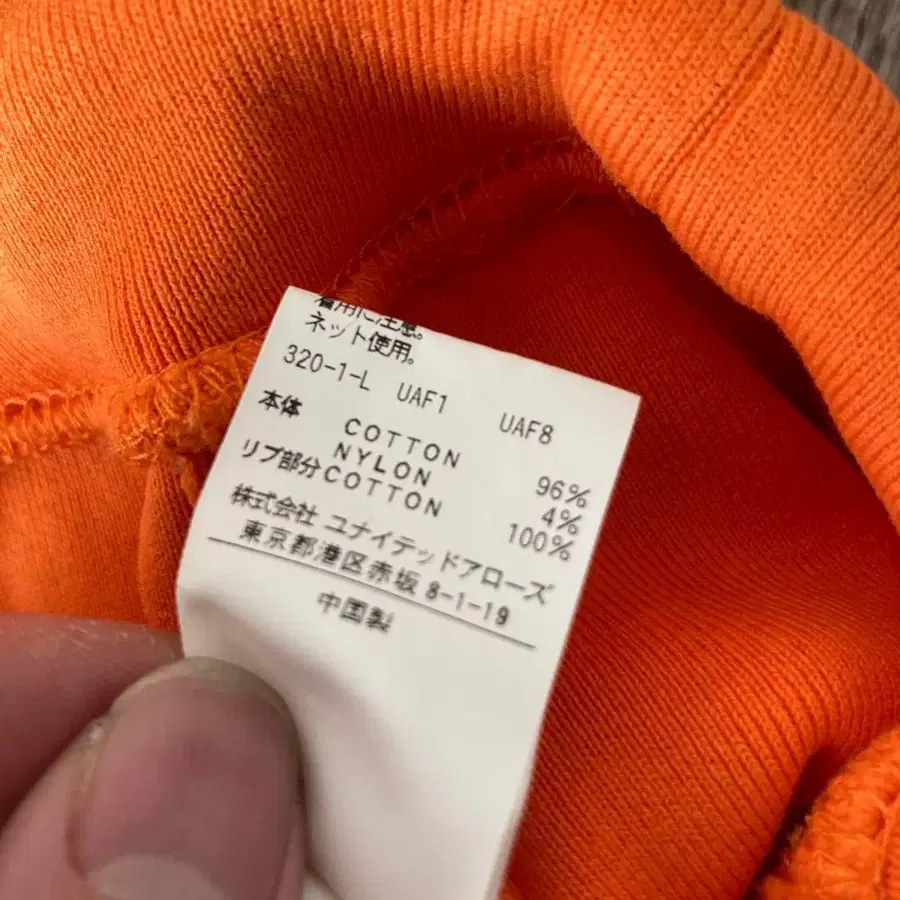 着用に注意。
ネット使用。
320-1-L UAF1 UAF8
本体 COTTON 96%
NYLON 4%
リブ部分 COTTON 100%
株式会社 ユナイテッドアローズ
東京都港区赤坂 8-1-19
中国製